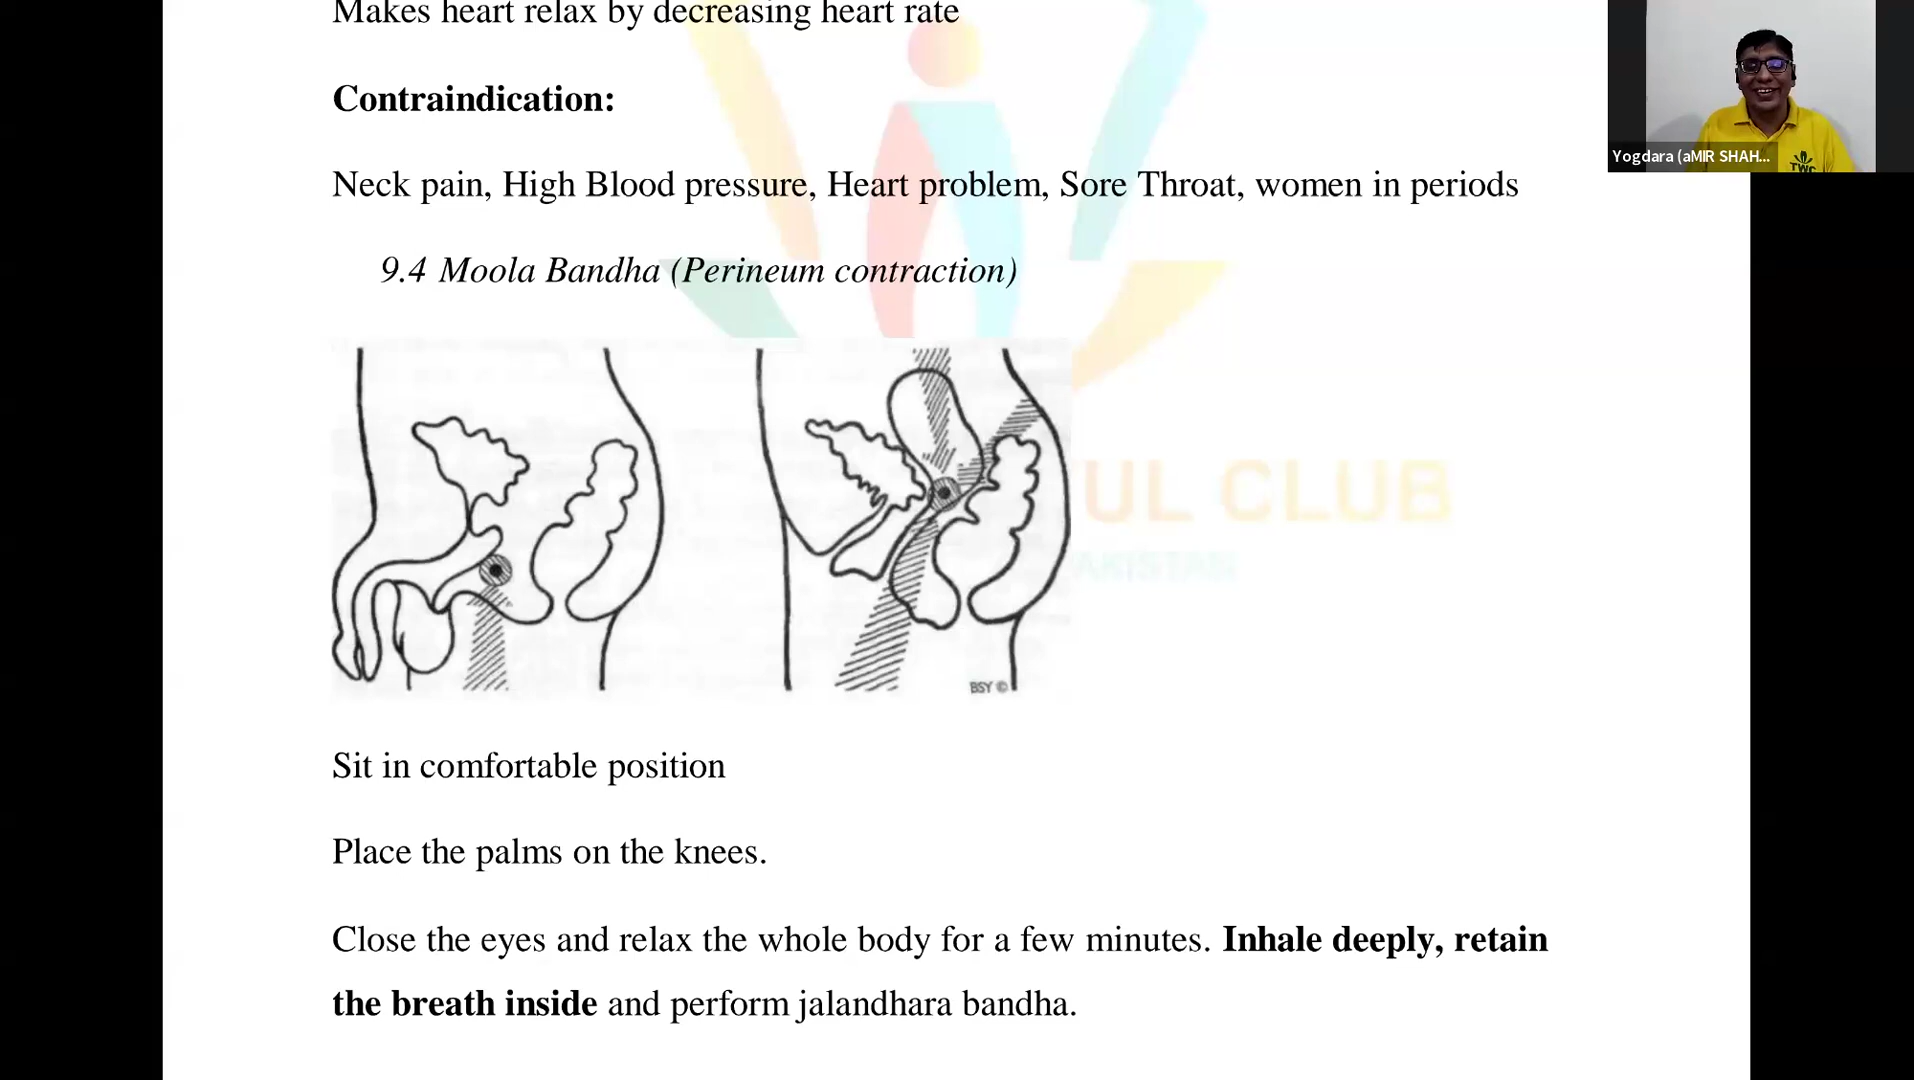 Makes heart relax by decreasing heart rate
Contraindication:
Neck pain, High Blood pressure, Heart problem, Sore Throat, women in periods
9.4 Moola Bandha (Perineum contraction)
UL CLUB
AKISTAN
BSY ©
Sit in comfortable position
Place the palms on the knees.
Close the eyes and relax the whole body for a few minutes. Inhale deeply, retain
the breath inside and perform jalandhara bandha.
Yogdara (aMIR SHAH...
TWC